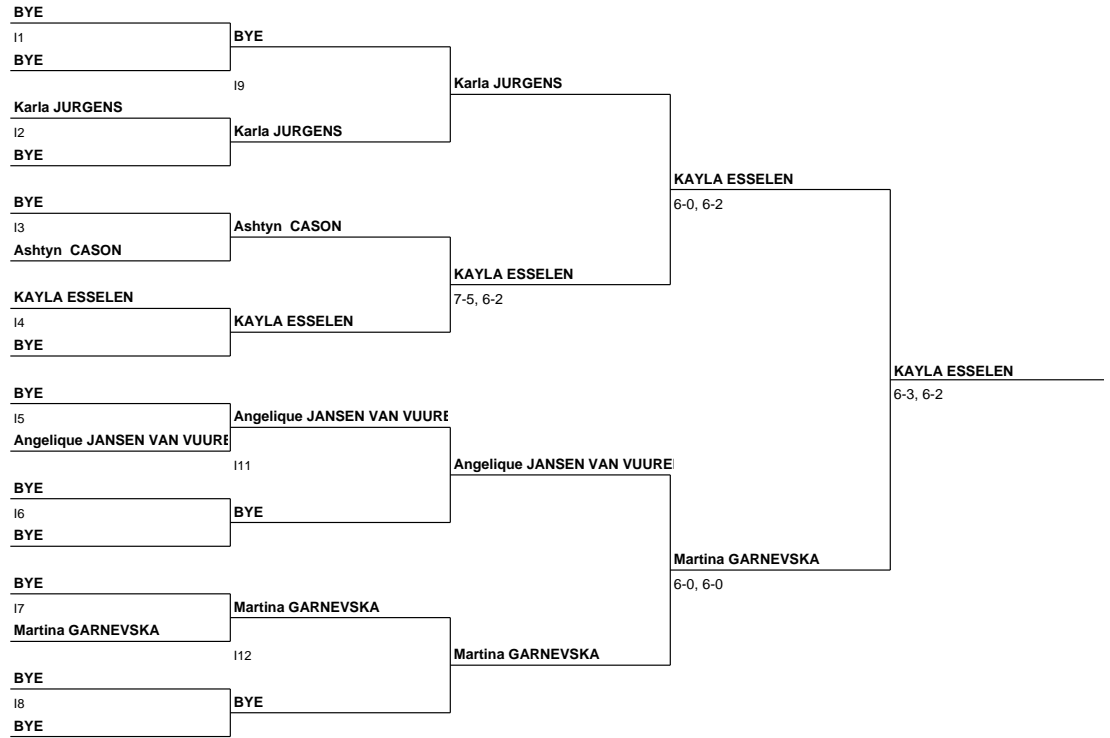 BYE
I1
BYE
BYE
I9
Karla JURGENS
Karla JURGENS
I2
Karla JURGENS
BYE
KAYLA ESSELEN
6-0, 6-2
BYE
I3
Ashtyn CASON
Ashtyn CASON
KAYLA ESSELEN
7-5, 6-2
KAYLA ESSELEN
I4
KAYLA ESSELEN
BYE
KAYLA ESSELEN
6-3, 6-2
BYE
I5
Angelique JANSEN VAN VUURE
Angelique JANSEN VAN VUURE
I11
Angelique JANSEN VAN VUURE
BYE
I6
BYE
BYE
Martina GARNEVSKA
6-0, 6-0
BYE
I7
Martina GARNEVSKA
Martina GARNEVSKA
I12
Martina GARNEVSKA
BYE
I8
BYE
BYE